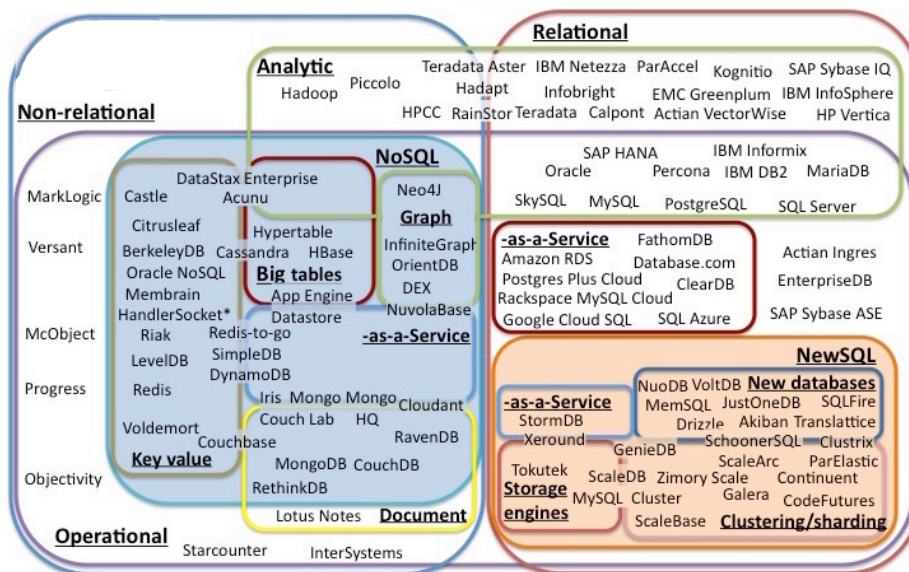 Relational
Analytic
Teradata Aster IBM Netezza ParAccel Kognitio SAP Sybase IQ
Hadoop Piccolo Hadapt Infobright EMC Greenplum IBM InfoSphere
HPCC RainStor Teradata Calpont Actian VectorWise HP Vertica
Non-relational
NoSQL
SAP HANA IBM Informix
Oracle Percona IBM DB2 MariaDB
SkySQL MySQL PostgreSQL SQL Server
MarkLogic
Versant
McObject
Progress
Objectivity
Castle
DataStax Enterprise
Acunu
Citrusleaf
BerkeleyDB
Oracle NoSQL
Membrain
HandlerSocket*
Riak
Redis-to-go
LevelDB
SimpleDB
DynamoDB
Redis
Voldemort
Couchbase
Key value
Hypertable
Cassandra HBase
Big tables
App Engine
Datastore
Neo4J
Graph
InfiniteGraph
OrientDB
DEX
NuvolaBase
-as-a-Service
Iris Mongo Mongo
Couch Lab HQ
Cloudant
RavenDB
MongoDB CouchDB
RethinkDB
Lotus Notes Document
Operational
Starcounter InterSystems
-as-a-Service FathomDB
Amazon RDS Database.com
Postgres Plus Cloud ClearDB
Rackspace MySQL Cloud
Google Cloud SQL SQL Azure
Actian Ingres
EnterpriseDB
SAP Sybase ASE
NewSQL
-as-a-Service
StormDB
Xeround
NuoDB VoltDB New databases
MemSQL JustOneDB SQLFire
Drizzle Akiban Translattice
SchoonerSQL Clustrix
GenieDB
ScaleArc ParElastic
Tokutek
Storage
engines
ScaleDB Zimory Scale Continuent
MySQL Cluster Galera CodeFutures
ScaleBase Clustering/sharding